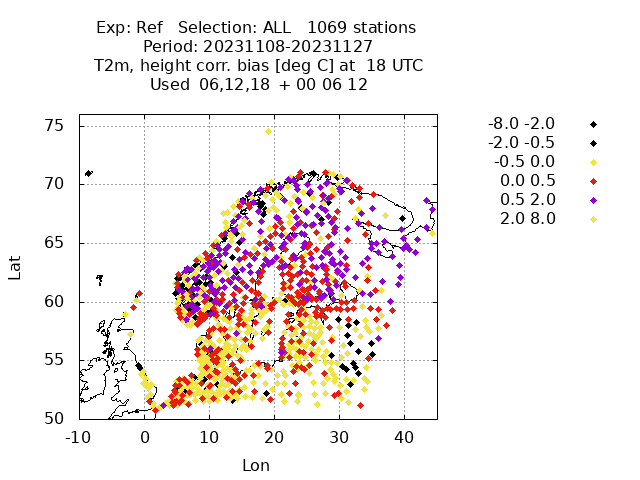 Exp: Ref   Selection: ALL   1069 stations
Period: 20231108-20231127
T2m, height corr. bias [deg C] at  18 UTC
Used  06,12,18  + 00 06 12
-8.0 -2.0
-2.0 -0.5
-0.5 0.0
0.0 0.5
0.5 2.0
2.0 8.0
75
70
65
60
55
50
Lat
-10 0 10 20 30 40
Lon